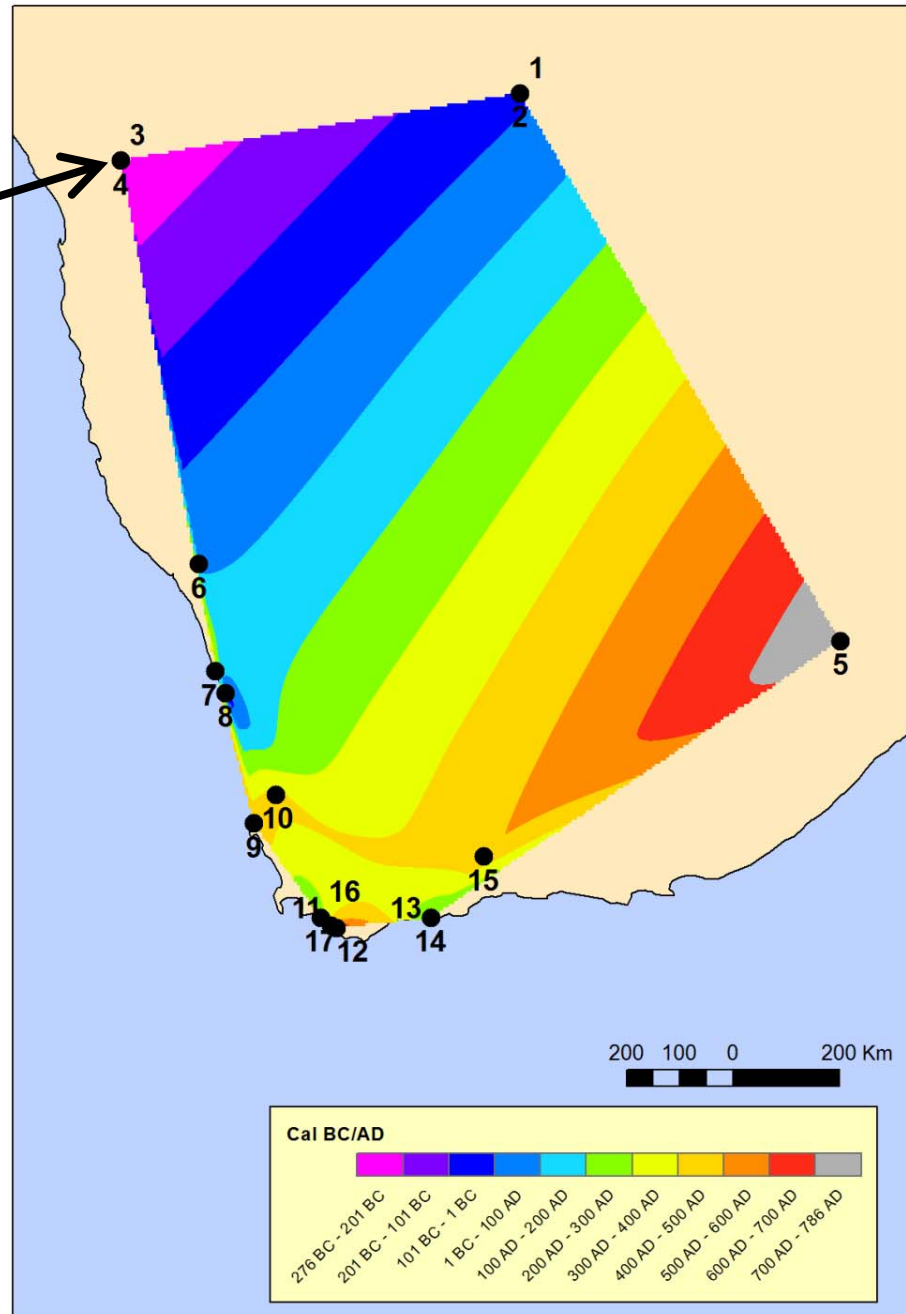 1
2
3
4
5
6
7
8
10
9
15
16
11
13
17
12
14
200 100 0 200 Km
Cal BC/AD
276 BC - 201 BC
201 BC - 101 BC
101 BC - 1 BC
1 BC - 100 AD
100 AD - 200 AD
200 AD - 300 AD
300 AD - 400 AD
400 AD - 500 AD
500 AD - 600 AD
600 AD - 700 AD
700 AD - 786 AD